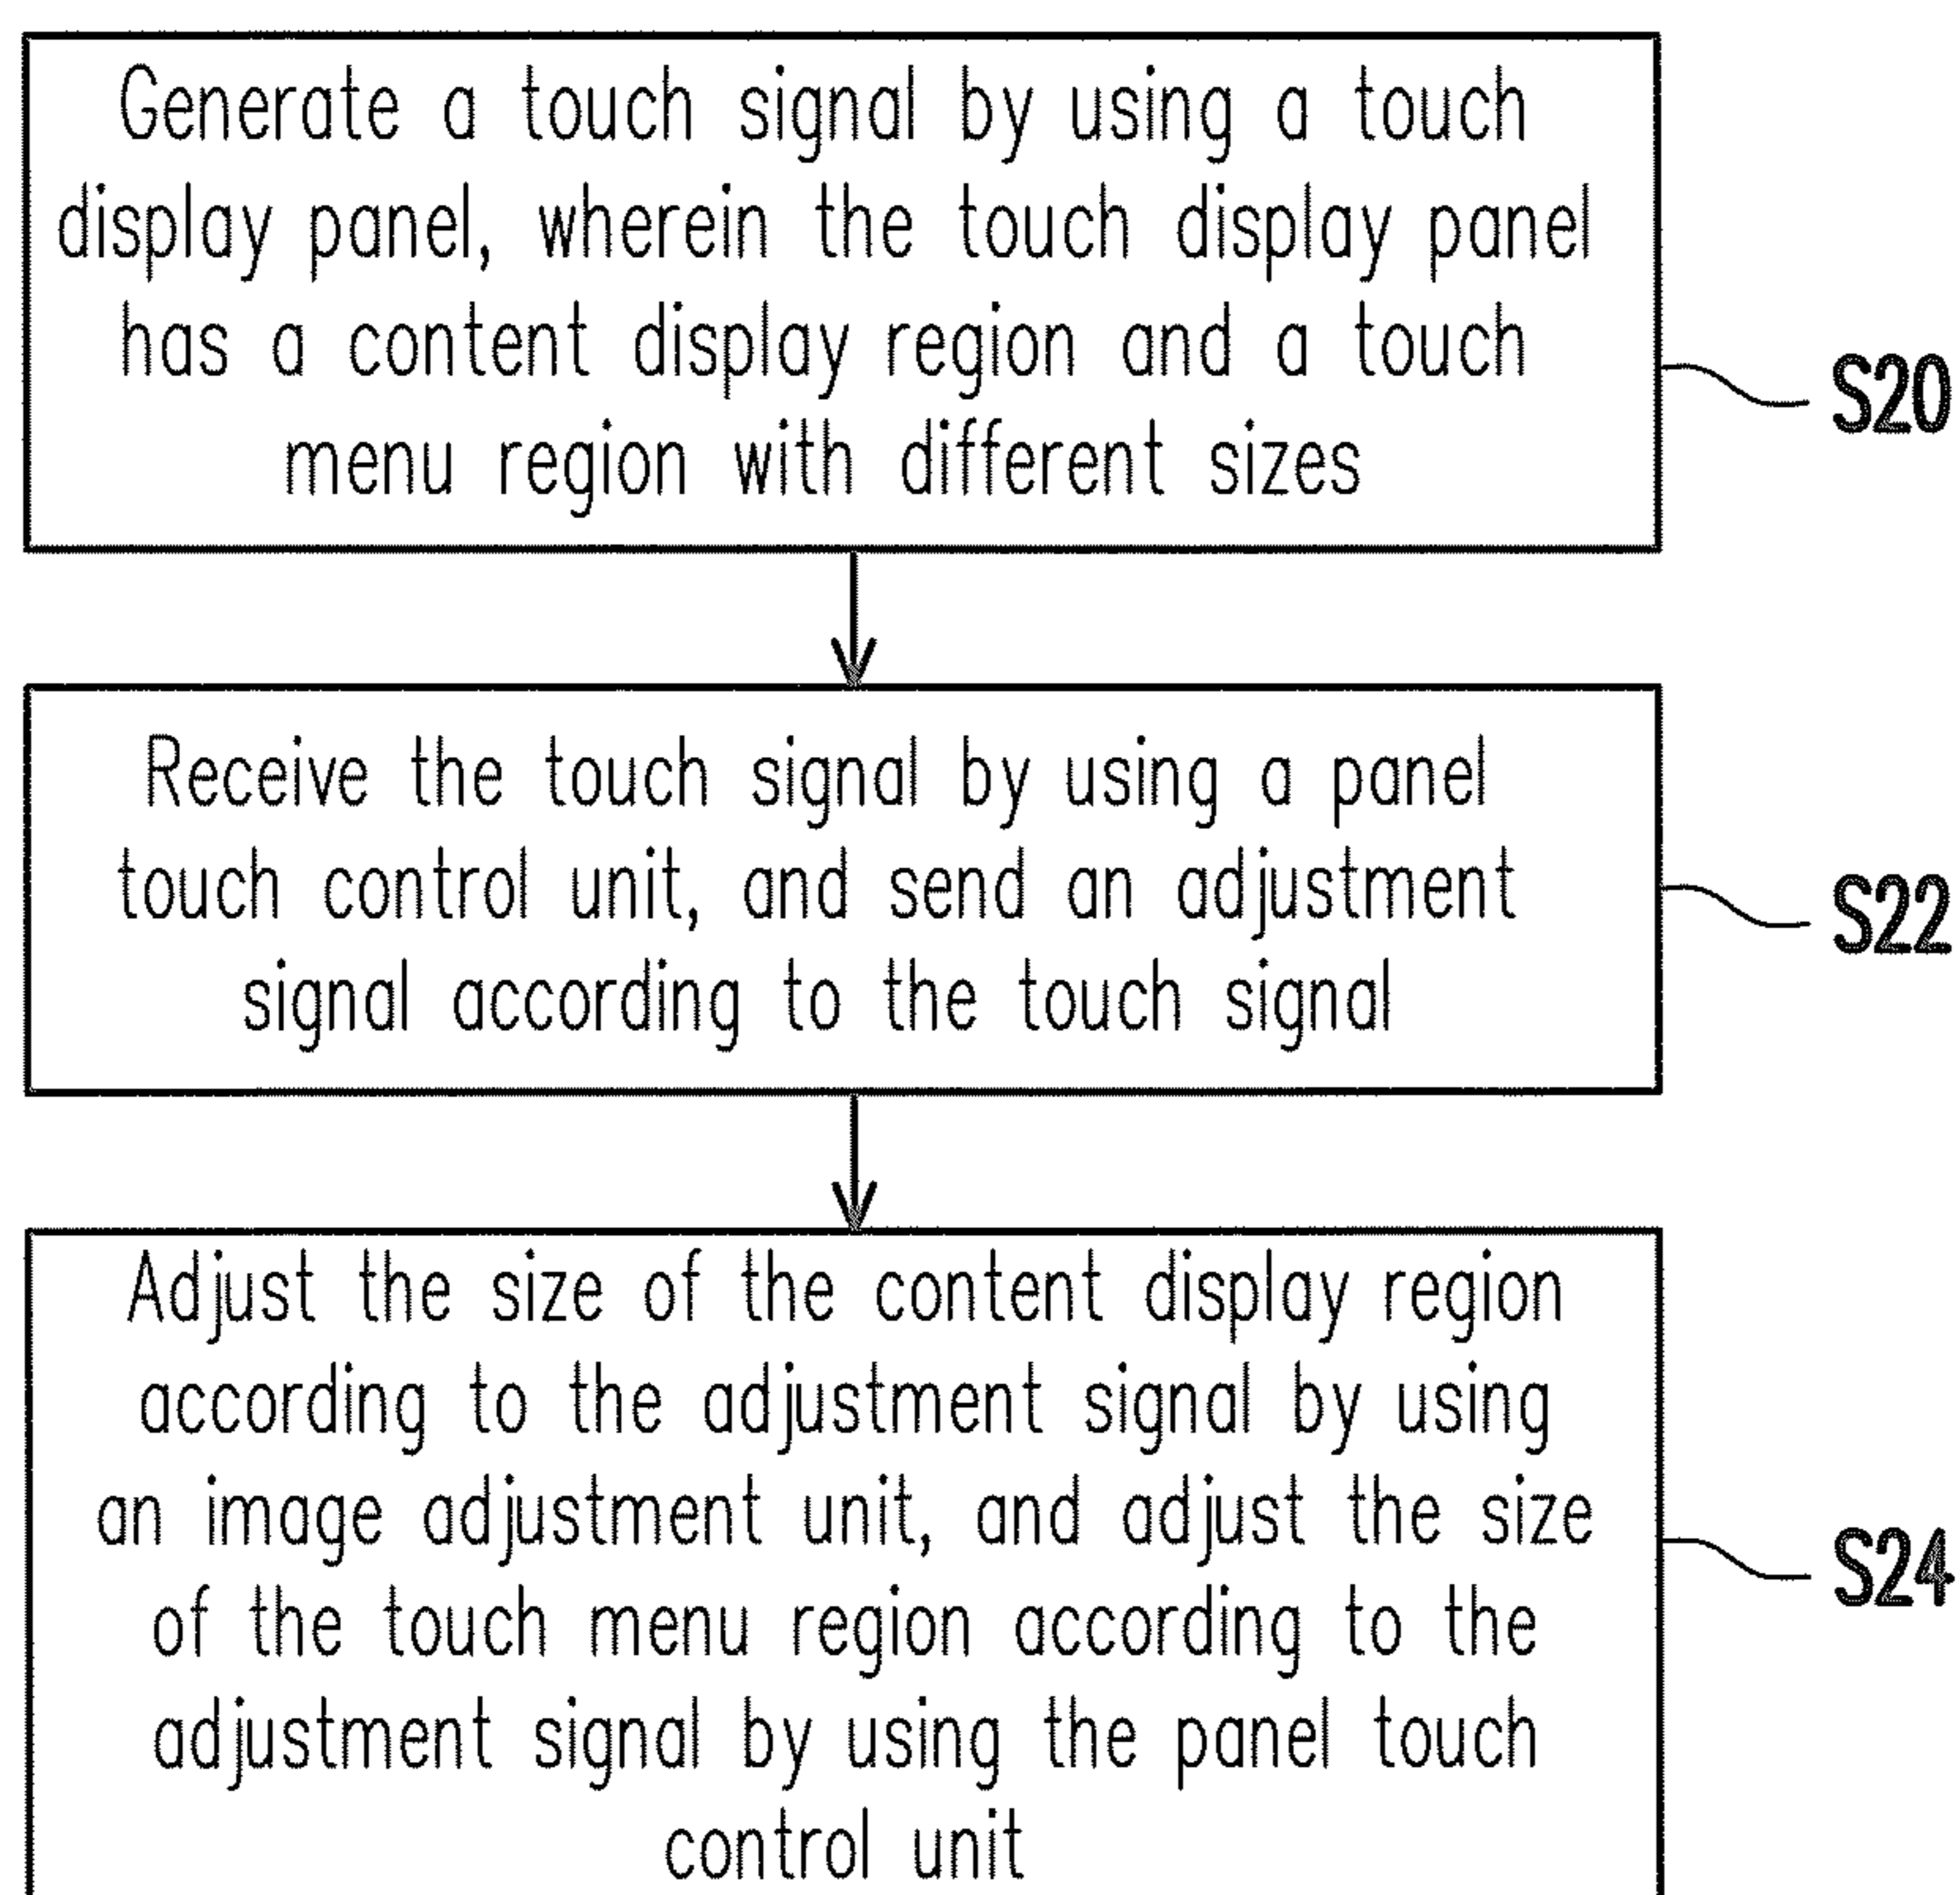 Generate a touch signal by using a touch
display panel, wherein the touch display panel
has a content display region and a touch
menu region with different sizes
S20
Receive the touch signal by using a panel
touch control unit, and send an adjustment
signal according to the touch signal
S22
Adjust the size of the content display region
according to the adjustment signal by using
an image adjustment unit, and adjust the size
of the touch menu region according to the
adjustment signal by using the panel touch
control unit
S24